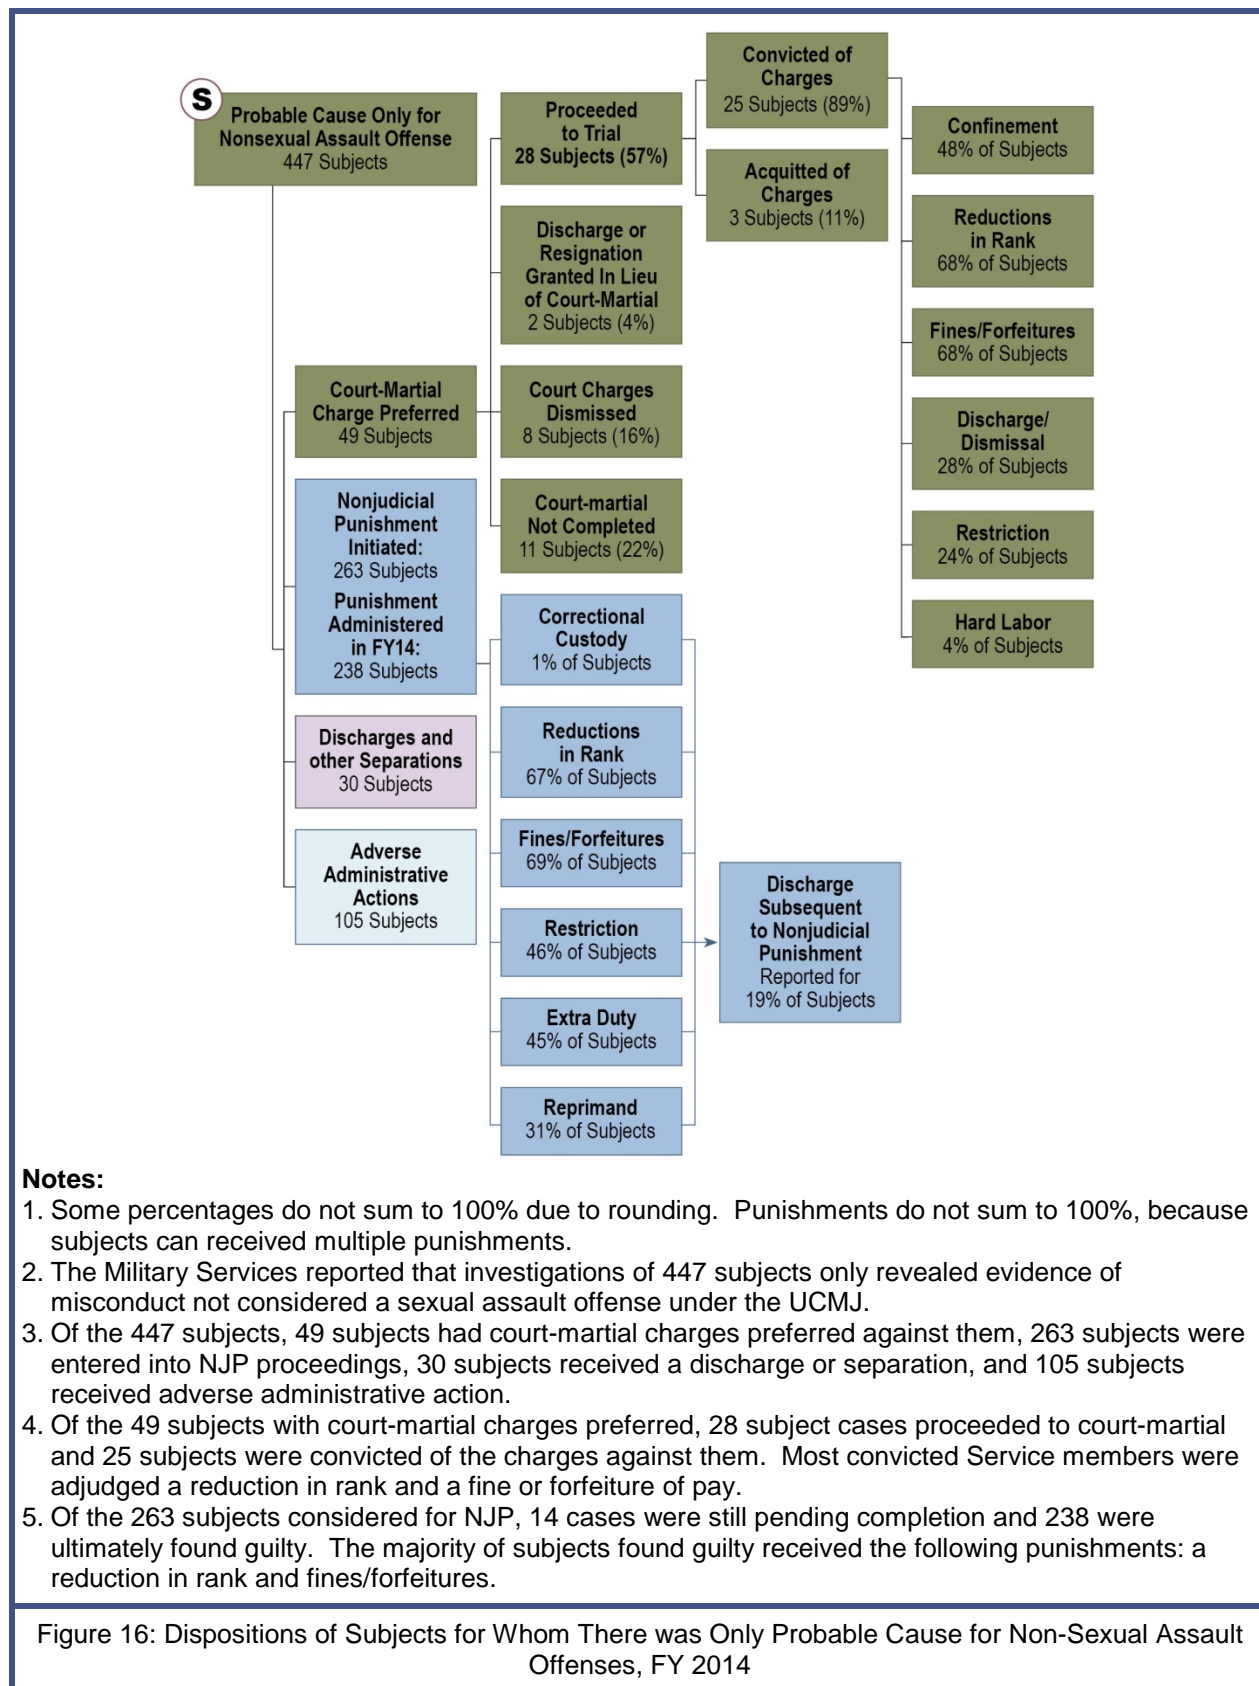 S
Probable Cause Only for
Nonsexual Assault Offense
447 Subjects
Proceeded
to Trial
28 Subjects (57%)
Convicted of
Charges
25 Subjects (89%)
Acquitted of
Charges
3 Subjects (11%)
Confinement
48% of Subjects
Reductions
in Rank
68% of Subjects
Fines/Forfeitures
68% of Subjects
Discharge/
Dismissal
28% of Subjects
Restriction
24% of Subjects
Hard Labor
4% of Subjects
Discharge or
Resignation
Granted In Lieu
of Court-Martial
2 Subjects (4%)
Court-Martial
Charge Preferred
49 Subjects
Court Charges
Dismissed
8 Subjects (16%)
Court-martial
Not Completed
11 Subjects (22%)
Nonjudicial
Punishment
Initiated:
263 Subjects
Punishment
Administered
in FY14:
238 Subjects
Correctional
Custody
1% of Subjects
Reductions
in Rank
67% of Subjects
Fines/Forfeitures
69% of Subjects
Restriction
46% of Subjects
Extra Duty
45% of Subjects
Reprimand
31% of Subjects
Discharge
Subsequent
to Nonjudicial
Punishment
Reported for
19% of Subjects
Discharges and
other Separations
30 Subjects
Adverse
Administrative
Actions
105 Subjects
Notes:
1. Some percentages do not sum to 100% due to rounding. Punishments do not sum to 100%, because
subjects can received multiple punishments.
2. The Military Services reported that investigations of 447 subjects only revealed evidence of
misconduct not considered a sexual assault offense under the UCMJ.
3. Of the 447 subjects, 49 subjects had court-martial charges preferred against them, 263 subjects were
entered into NJP proceedings, 30 subjects received a discharge or separation, and 105 subjects
received adverse administrative action.
4. Of the 49 subjects with court-martial charges preferred, 28 subject cases proceeded to court-martial
and 25 subjects were convicted of the charges against them. Most convicted Service members were
adjudged a reduction in rank and a fine or forfeiture of pay.
5. Of the 263 subjects considered for NJP, 14 cases were still pending completion and 238 were
ultimately found guilty. The majority of subjects found guilty received the following punishments: a
reduction in rank and fines/forfeitures.
Figure 16: Dispositions of Subjects for Whom There was Only Probable Cause for Non-Sexual Assault
Offenses, FY 2014